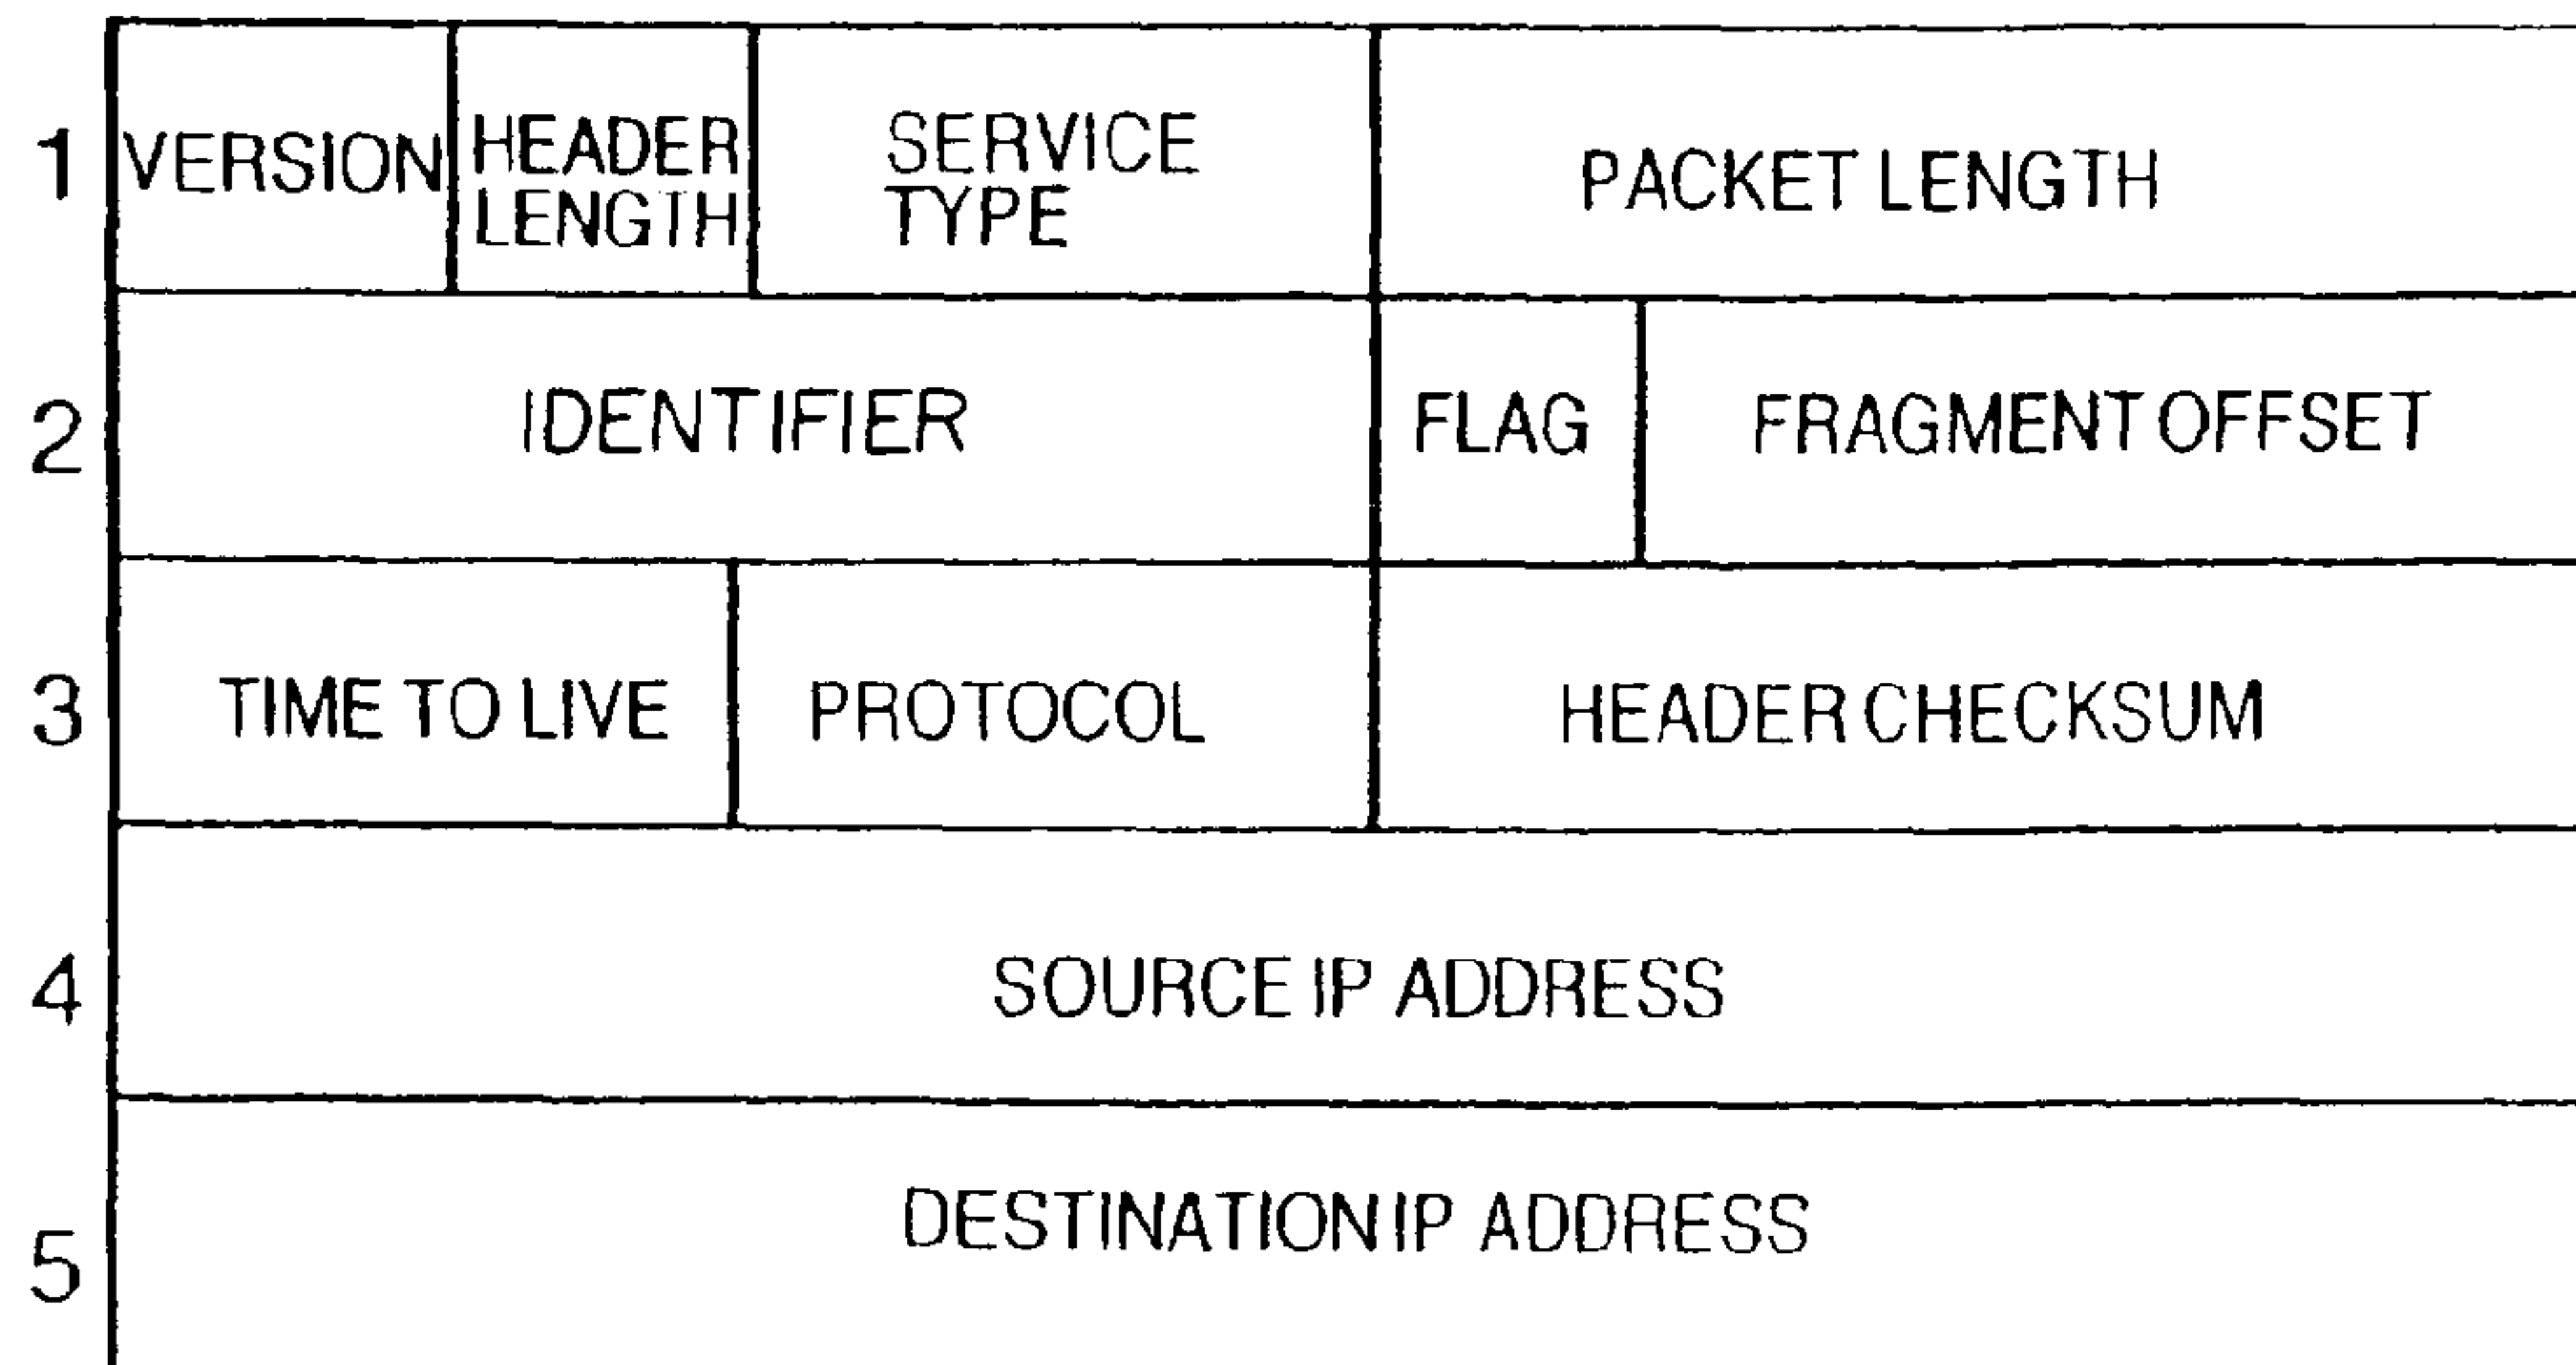 1 VERSION HEADER LENGTH SERVICE TYPE PACKET LENGTH
2 IDENTIFIER FLAG FRAGMENT OFFSET
3 TIME TO LIVE PROTOCOL HEADER CHECKSUM
4 SOURCE IP ADDRESS
5 DESTINATION IP ADDRESS